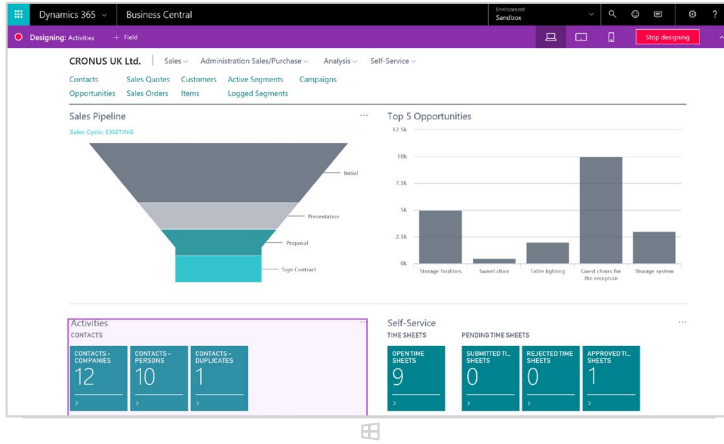 Dynamics 365
Business Central
Environment
Sandbox
?
Designing: Activities + Field
Stop designing
CRONUS UK Ltd.
Sales
Administration Sales/Purchase
Analysis
Self-Service
Contacts
Sales Quotes
Customers
Active Segments
Campaigns
Opportunities
Sales Orders
Items
Logged Segments
Sales Pipeline
...
Sales Cycle: EXISTING
Initial
Presentation
Proposal
Sign Contract
Top 5 Opportunities
12.5k
10k
7.5k
5k
2.5k
0k
Storage facilities
Swivel chair
Table lighting
Guest chairs for
the reception
Storage system
Activities
...
CONTACTS
CONTACTS -
COMPANIES
12
>
CONTACTS -
PERSONS
10
>
CONTACTS -
DUPLICATES
1
>
Self-Service
...
TIME SHEETS
PENDING TIME SHEETS
OPEN TIME
SHEETS
9
>
SUBMITTED TI...
SHEETS
0
>
REJECTED TIME
SHEETS
0
>
APPROVED TI...
SHEETS
1
>